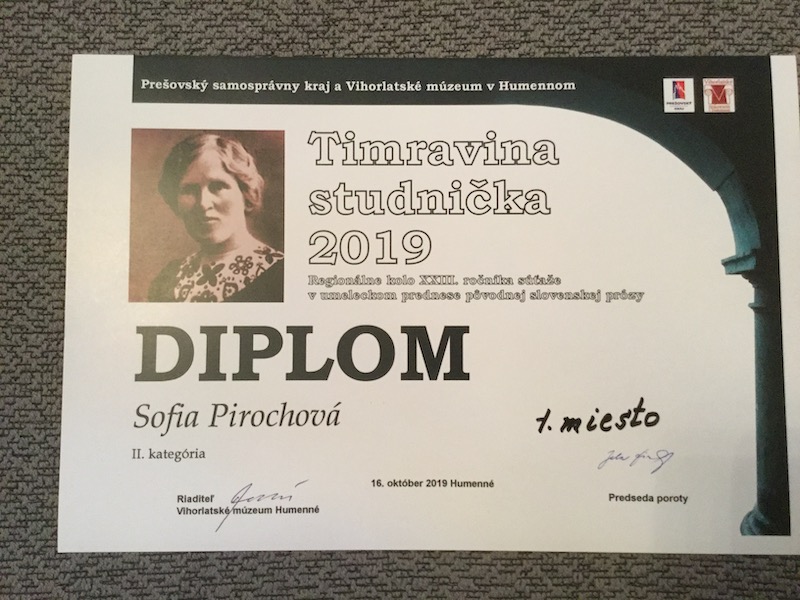 Prešovský samosprávny kraj a Vihorlatské múzeum v Humennom
PREŠOVSKÝ
Timravina
studnička
2019
Regionálne kolo XXIII. ročníka súťaže
v umeleckom prednese pôvodnej slovenskej prózy
DIPLOM
Sofia Pirochová
1. miesto
II. kategória
16. október 2019 Humenné
Riaditeľ
Vihorlatské múzeum Humenné
Predseda poroty